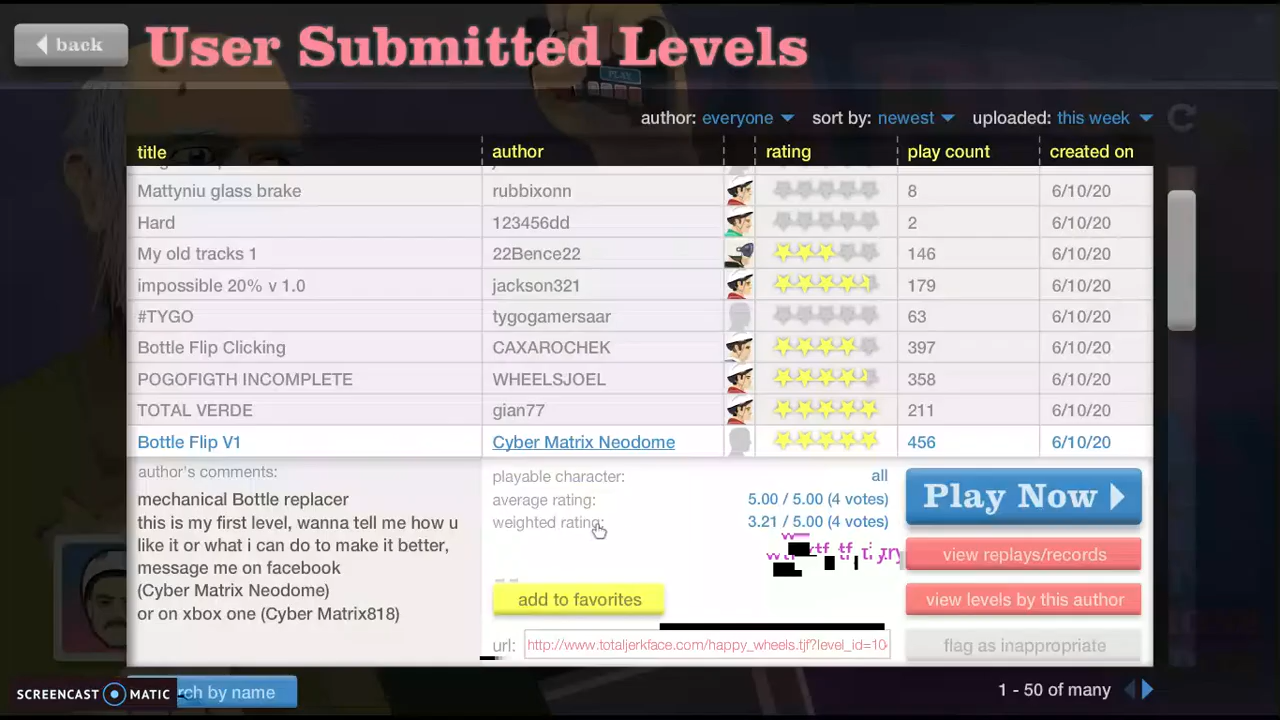 back
User Submitted Levels
PLAY
author: everyone sort by: newest uploaded: this week
title author rating play count created on
Mattyniu glass brake rubbixonn 8 6/10/20
Hard 123456dd 2 6/10/20
My old tracks 1 22Bence22 146 6/10/20
impossible 20% v 1.0 jackson321 179 6/10/20
#TYGO tygogamersaar 63 6/10/20
Bottle Flip Clicking CAXAROCHEK 397 6/10/20
POGOFIGTH INCOMPLETE WHEELSJOEL 358 6/10/20
TOTAL VERDE gian77 211 6/10/20
Bottle Flip V1 Cyber Matrix Neodome 456 6/10/20
author's comments:
mechanical Bottle replacer
this is my first level, wanna tell me how u
like it or what i can do to make it better,
message me on facebook
(Cyber Matrix Neodome)
or on xbox one (Cyber Matrix818)
playable character: all
average rating: 5.00 / 5.00 (4 votes)
weighted rating: 3.21 / 5.00 (4 votes)
add to favorites
url: http://www.totaljerkface.com/happy_wheels.tjf?level_id=10
Play Now
view replays/records
view levels by this author
flag as inappropriate
SCREENCAST MATIC
rch by name
1 - 50 of many